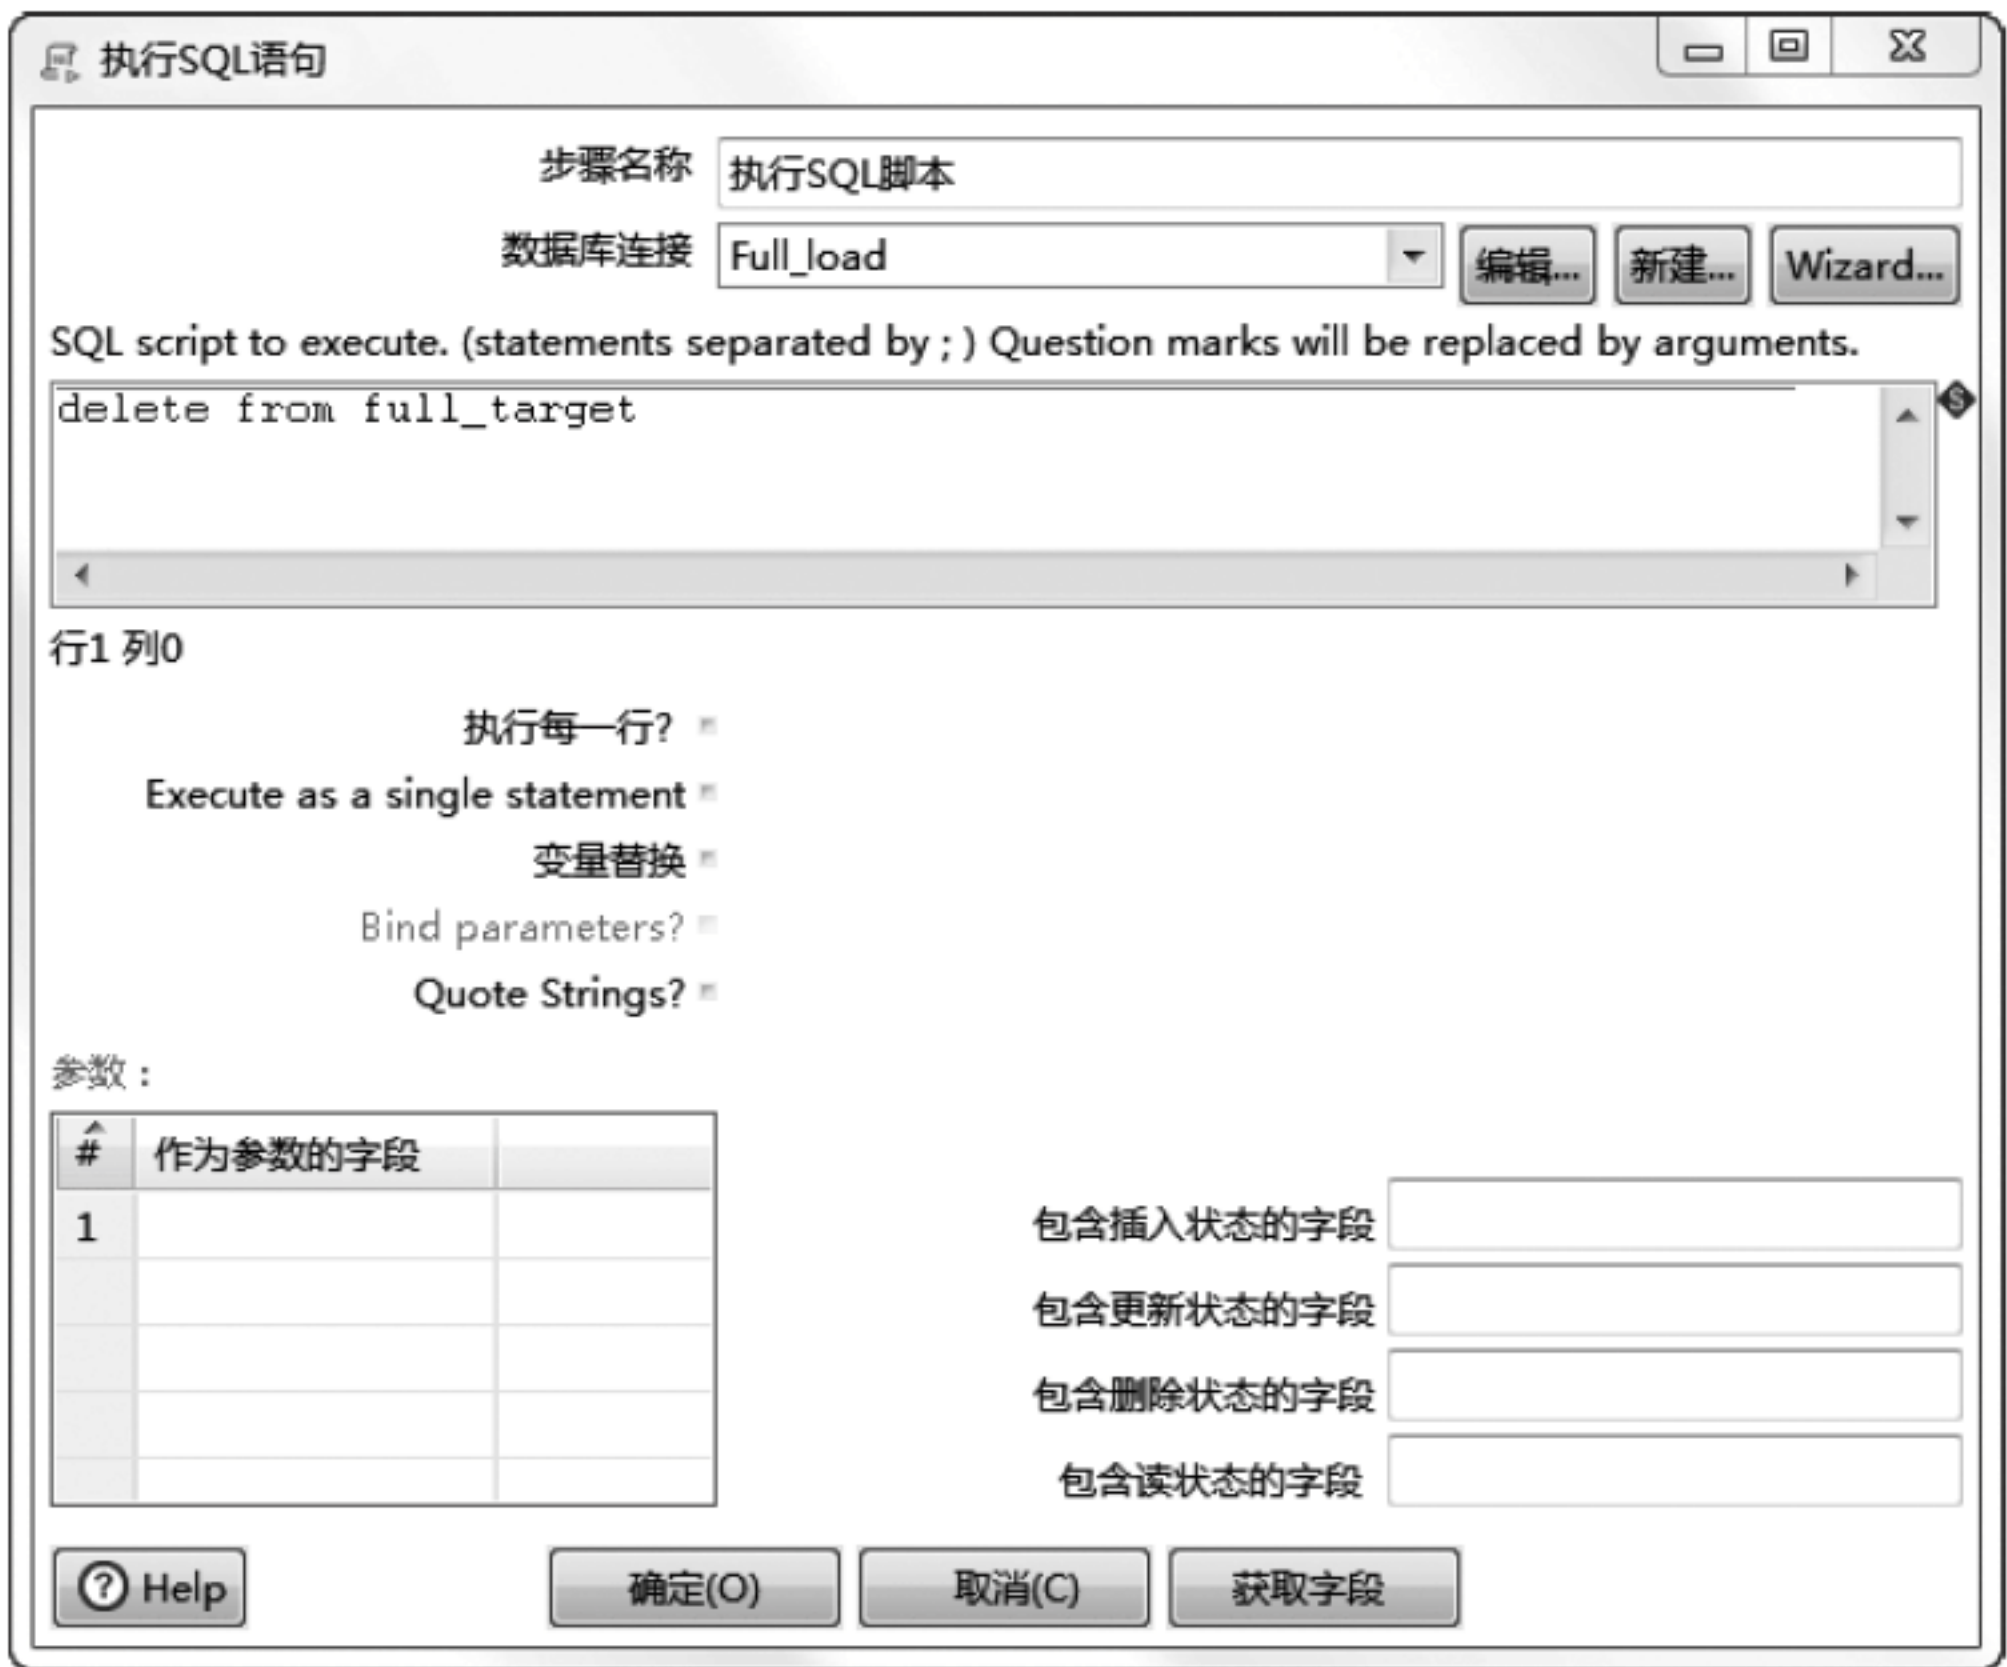 执行SQL语句
步骤名称 执行SQL脚本
数据库连接 Full_load 编辑... 新建... Wizard...
SQL script to execute. (statements separated by ; ) Question marks will be replaced by arguments.
delete from full_target
行1 列0
执行每一行?
Execute as a single statement
变量替换
Bind parameters?
Quote Strings?
参数：
# 作为参数的字段
1
包含插入状态的字段
包含更新状态的字段
包含删除状态的字段
包含读状态的字段
Help 确定(O) 取消(C) 获取字段